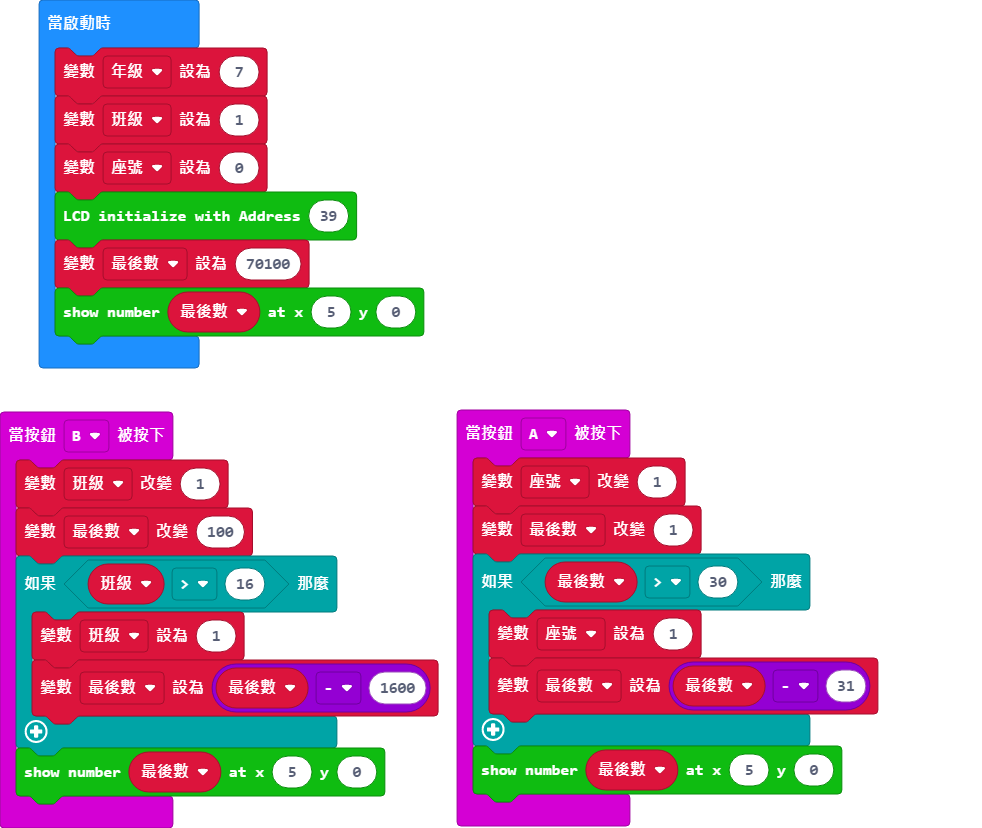 當啟動時
變數 年級 設為 7
變數 班級 設為 1
變數 座號 設為 0
LCD initialize with Address 39
變數 最後數 設為 70100
show number 最後數 at x 5 y 0
當按鈕 B 被按下
變數 班級 改變 1
變數 最後數 改變 100
如果 班級 > 16 那麼
變數 班級 設為 1
變數 最後數 設為 最後數 - 1600
show number 最後數 at x 5 y 0
當按鈕 A 被按下
變數 座號 改變 1
變數 最後數 改變 1
如果 最後數 > 30 那麼
變數 座號 設為 1
變數 最後數 設為 最後數 - 31
show number 最後數 at x 5 y 0